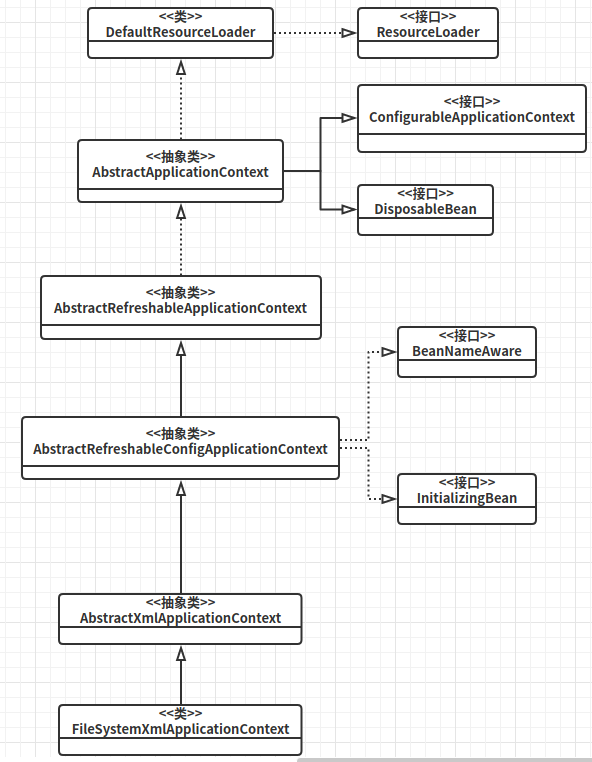 <<类>>
DefaultResourceLoader
<<接口>>
ResourceLoader
<<接口>>
ConfigurableApplicationContext
<<抽象类>>
AbstractApplicationContext
<<接口>>
DisposableBean
<<抽象类>>
AbstractRefreshableApplicationContext
<<接口>>
BeanNameAware
<<抽象类>>
AbstractRefreshableConfigApplicationContext
<<接口>>
InitializingBean
<<抽象类>>
AbstractXmlApplicationContext
<<类>>
FileSystemXmlApplicationContext